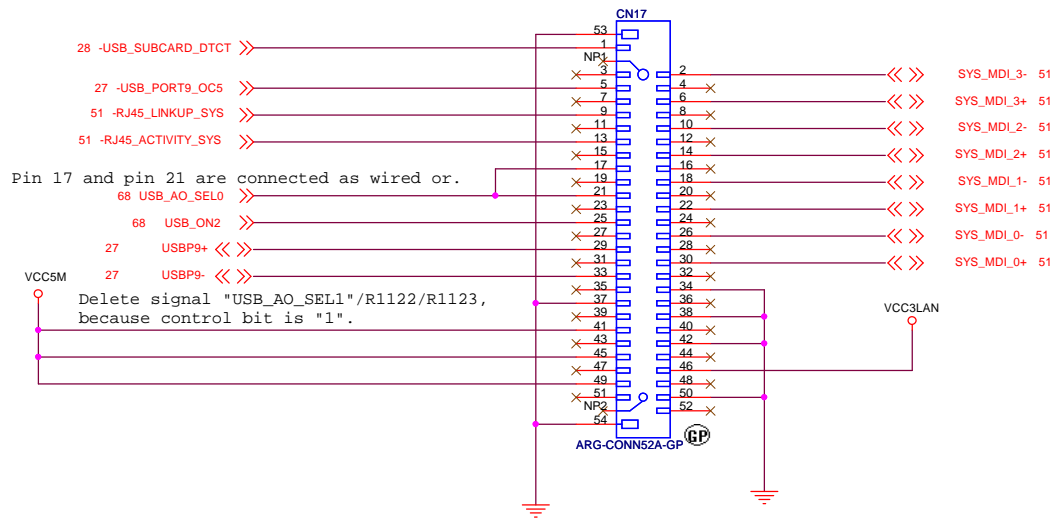 CN17
53
28 -USB_SUBCARD_DTCT 1
NP1
3 2 SYS_MDI_3- 51
27 -USB_PORT9_OC5 5 4
7 6 SYS_MDI_3+ 51
51 -RJ45_LINKUP_SYS 9 8
11 10 SYS_MDI_2- 51
51 -RJ45_ACTIVITY_SYS 13 12
15 14 SYS_MDI_2+ 51
17 16
Pin 17 and pin 21 are connected as wired or.
19 18 SYS_MDI_1- 51
68 USB_AO_SEL0 21 20
23 22 SYS_MDI_1+ 51
68 USB_ON2 25 24
27 26 SYS_MDI_0- 51
27 USBP9+ 29 28
31 30 SYS_MDI_0+ 51
27 USBP9- 33 32
VCC5M
35 34
Delete signal "USB_AO_SEL1"/R1122/R1123,
because control bit is "1".
37 36
VCC3LAN
39 38
41 40
43 42
45 44
47 46
49 48
51 50
NP2 52
54
ARG-CONN52A-GP
GP